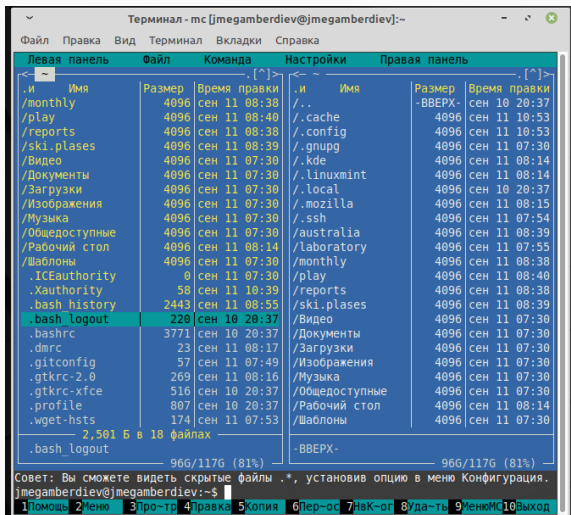 Терминал - mc [jmegamberdiev@jmegamberdiev]:~
Файл Правка Вид Терминал Вкладки Справка
Левая панель Файл Команда Настройки Правая панель
<- ~ .[^]> <- ~ .[^]>
.и Имя Размер Время правки .и Имя Размер Время правки
/monthly 4096 сен 11 08:38 /.. -ВВЕРХ- сен 10 20:37
/play 4096 сен 11 08:40 /.cache 4096 сен 11 10:53
/reports 4096 сен 11 08:38 /.config 4096 сен 11 10:53
/ski.plases 4096 сен 11 08:39 /.gnupg 4096 сен 11 07:30
/Видео 4096 сен 11 07:30 /.kde 4096 сен 11 08:14
/Документы 4096 сен 11 07:30 /.linuxmint 4096 сен 11 08:14
/Загрузки 4096 сен 11 07:30 /.local 4096 сен 10 20:37
/Изображения 4096 сен 11 07:30 /.mozilla 4096 сен 11 08:15
/Музыка 4096 сен 11 07:30 /.ssh 4096 сен 11 07:54
/Общедоступные 4096 сен 11 07:30 /australia 4096 сен 11 08:39
/Рабочий стол 4096 сен 11 08:14 /laboratory 4096 сен 11 07:55
/Шаблоны 4096 сен 11 07:30 /monthly 4096 сен 11 08:38
.ICEauthority 0 сен 11 07:30 /play 4096 сен 11 08:40
.Xauthority 58 сен 11 10:39 /reports 4096 сен 11 08:38
.bash_history 2443 сен 11 08:55 /ski.plases 4096 сен 11 08:39
.bash_logout 220 сен 10 20:37 /Видео 4096 сен 11 07:30
.bashrc 3771 сен 10 20:37 /Документы 4096 сен 11 07:30
.dmrc 23 сен 11 08:17 /Загрузки 4096 сен 11 07:30
.gitconfig 57 сен 11 07:49 /Изображения 4096 сен 11 07:30
.gtkrc-2.0 269 сен 11 08:16 /Музыка 4096 сен 11 07:30
.gtkrc-xfce 516 сен 10 20:37 /Общедоступные 4096 сен 11 07:30
.profile 807 сен 10 20:37 /Рабочий стол 4096 сен 11 08:14
.wget-hsts 174 сен 11 07:53 /Шаблоны 4096 сен 11 07:30
2,501 Б в 18 файлах
.bash_logout -ВВЕРХ-
96G/117G (81%) 96G/117G (81%)
Совет: Вы сможете видеть скрытые файлы .*, установив опцию в меню Конфигурация.
jmegamberdiev@jmegamberdiev:~$
1Помощь 2Меню 3Про~тр 4Правка 5Копия 6Пер~ос 7НвК~ог 8Уда~ть 9МенюMC 10Выход